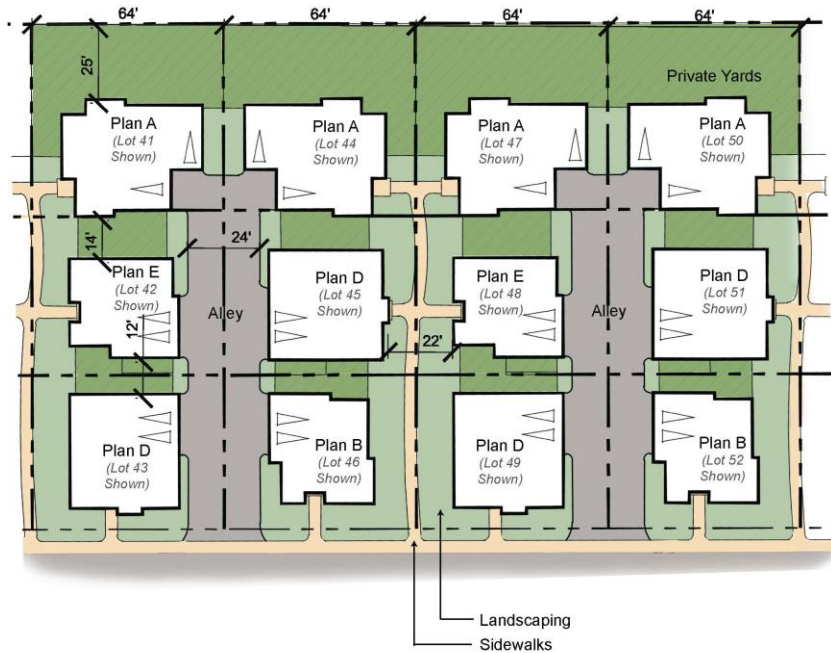 64'
64'
64'
64'
25'
Private Yards
Plan A
(Lot 41
Shown)
Plan A
(Lot 44
Shown)
Plan A
(Lot 47
Shown)
Plan A
(Lot 50
Shown)
14'
24'
Plan E
(Lot 42
Shown)
Plan D
(Lot 45
Shown)
Plan E
(Lot 48
Shown)
Plan D
(Lot 51
Shown)
Alley
Alley
12'
22'
Plan D
(Lot 43
Shown)
Plan B
(Lot 46
Shown)
Plan D
(Lot 49
Shown)
Plan B
(Lot 52
Shown)
Landscaping
Sidewalks